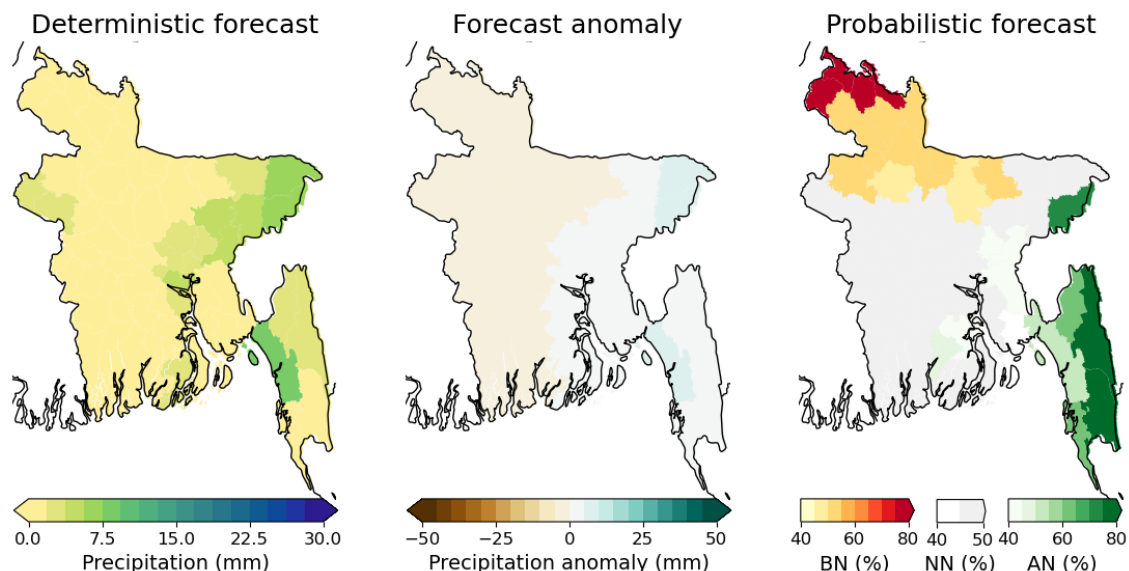 Deterministic forecast
Forecast anomaly
Probabilistic forecast
0.0 7.5 15.0 22.5 30.0
Precipitation (mm)
−50 −25 0 25 50
Precipitation anomaly (mm)
40 60 80
BN (%)
40 50
NN (%)
40 60 80
AN (%)